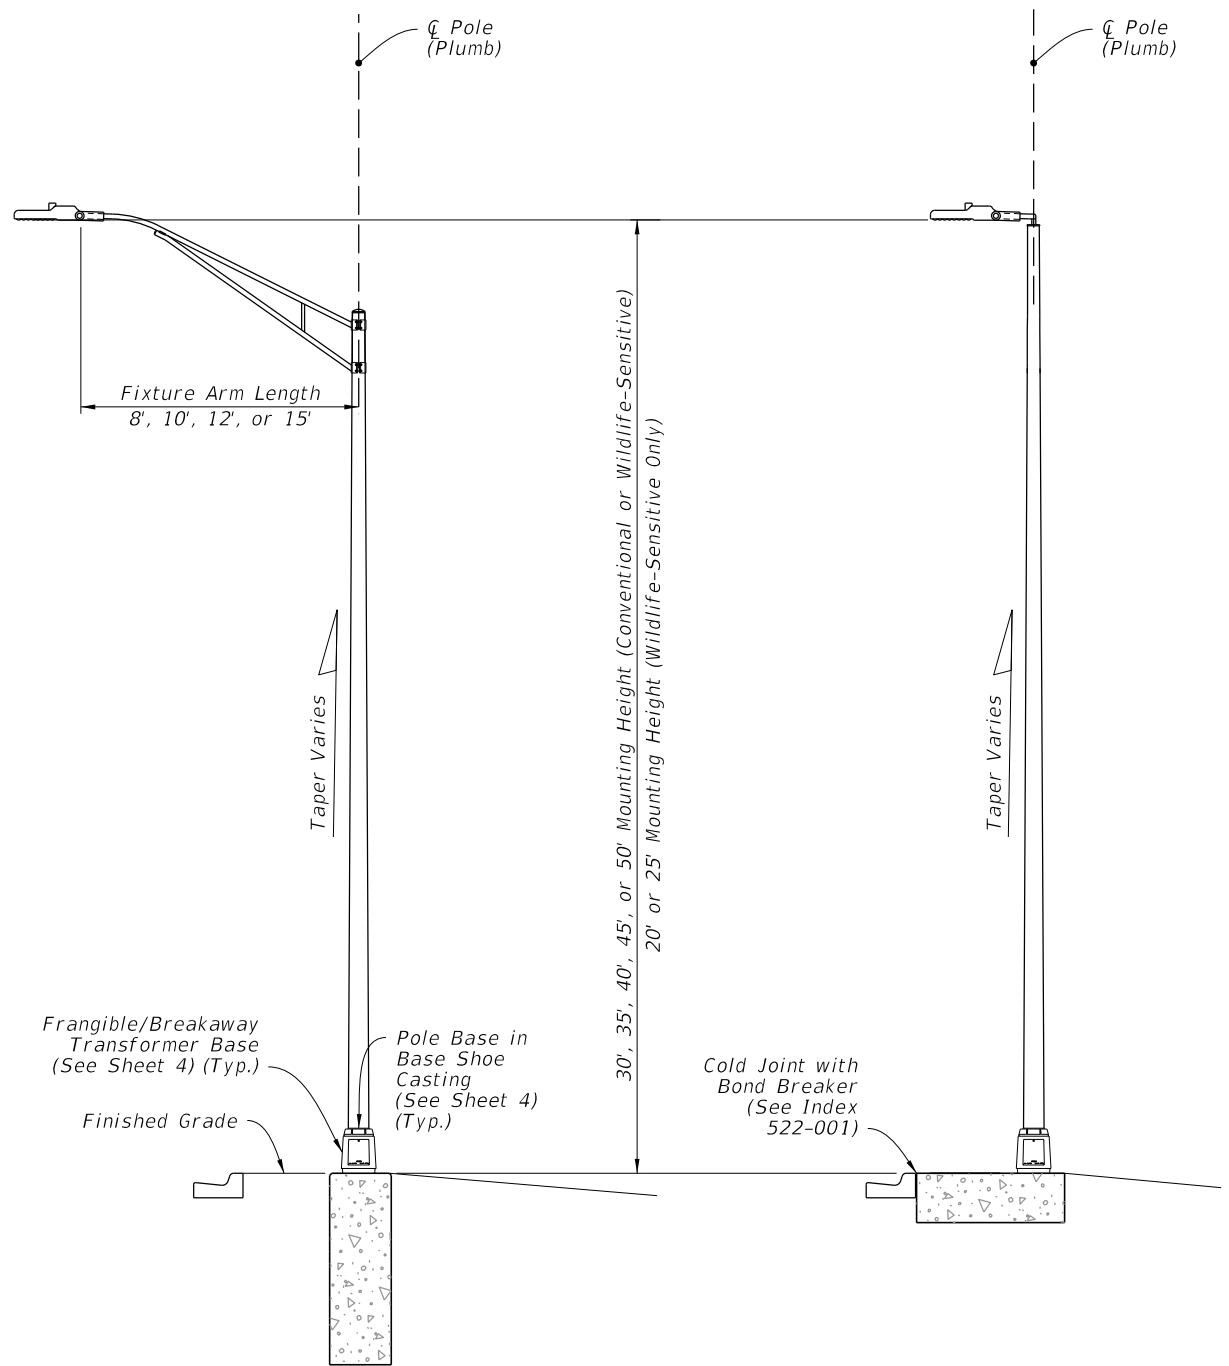 ℄ Pole
(Plumb)
℄ Pole
(Plumb)
Fixture Arm Length
8', 10', 12', or 15'
30', 35', 40', 45', or 50' Mounting Height (Conventional or Wildlife-Sensitive)
20' or 25' Mounting Height (Wildlife-Sensitive Only)
Taper Varies
Taper Varies
Frangible/Breakaway
Transformer Base
(See Sheet 4) (Typ.)
Finished Grade
Pole Base in
Base Shoe
Casting
(See Sheet 4)
(Typ.)
Cold Joint with
Bond Breaker
(See Index
522-001)